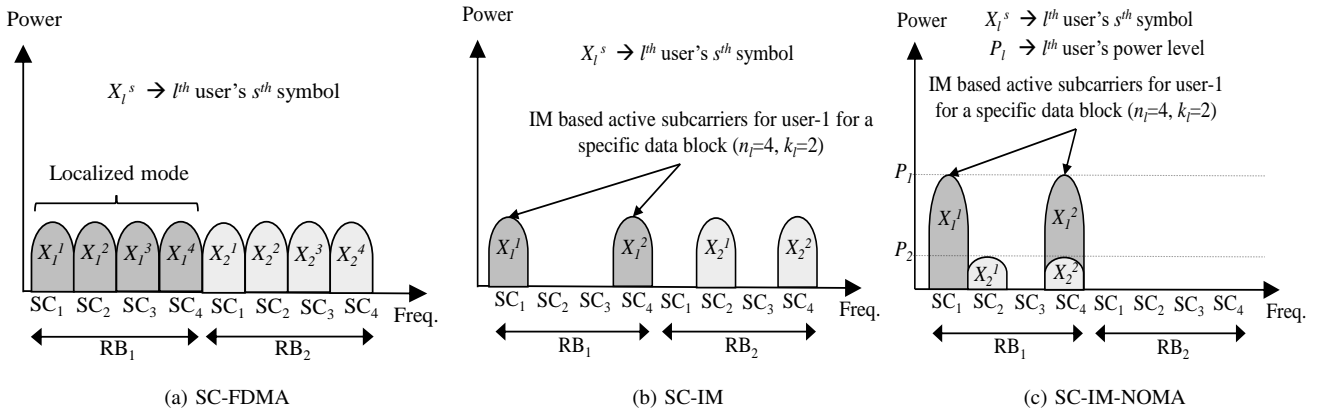 Power
X_l^s → l^th user's s^th symbol
Localized mode
X_1^1 X_1^2 X_1^3 X_1^4 X_2^1 X_2^2 X_2^3 X_2^4
SC_1 SC_2 SC_3 SC_4 SC_1 SC_2 SC_3 SC_4
Freq.
RB_1 RB_2
(a) SC-FDMA
Power
X_l^s → l^th user's s^th symbol
IM based active subcarriers for user-1 for a
specific data block (n_l=4, k_l=2)
X_1^1 X_1^2 X_2^1 X_2^2
SC_1 SC_2 SC_3 SC_4 SC_1 SC_2 SC_3 SC_4
Freq.
RB_1 RB_2
(b) SC-IM
Power
X_l^s → l^th user's s^th symbol
P_l → l^th user's power level
IM based active subcarriers for user-1
for a specific data block (n_l=4, k_l=2)
P_1
X_1^1 X_1^2
P_2
X_2^1 X_2^2
SC_1 SC_2 SC_3 SC_4 SC_1 SC_2 SC_3 SC_4
Freq.
RB_1 RB_2
(c) SC-IM-NOMA